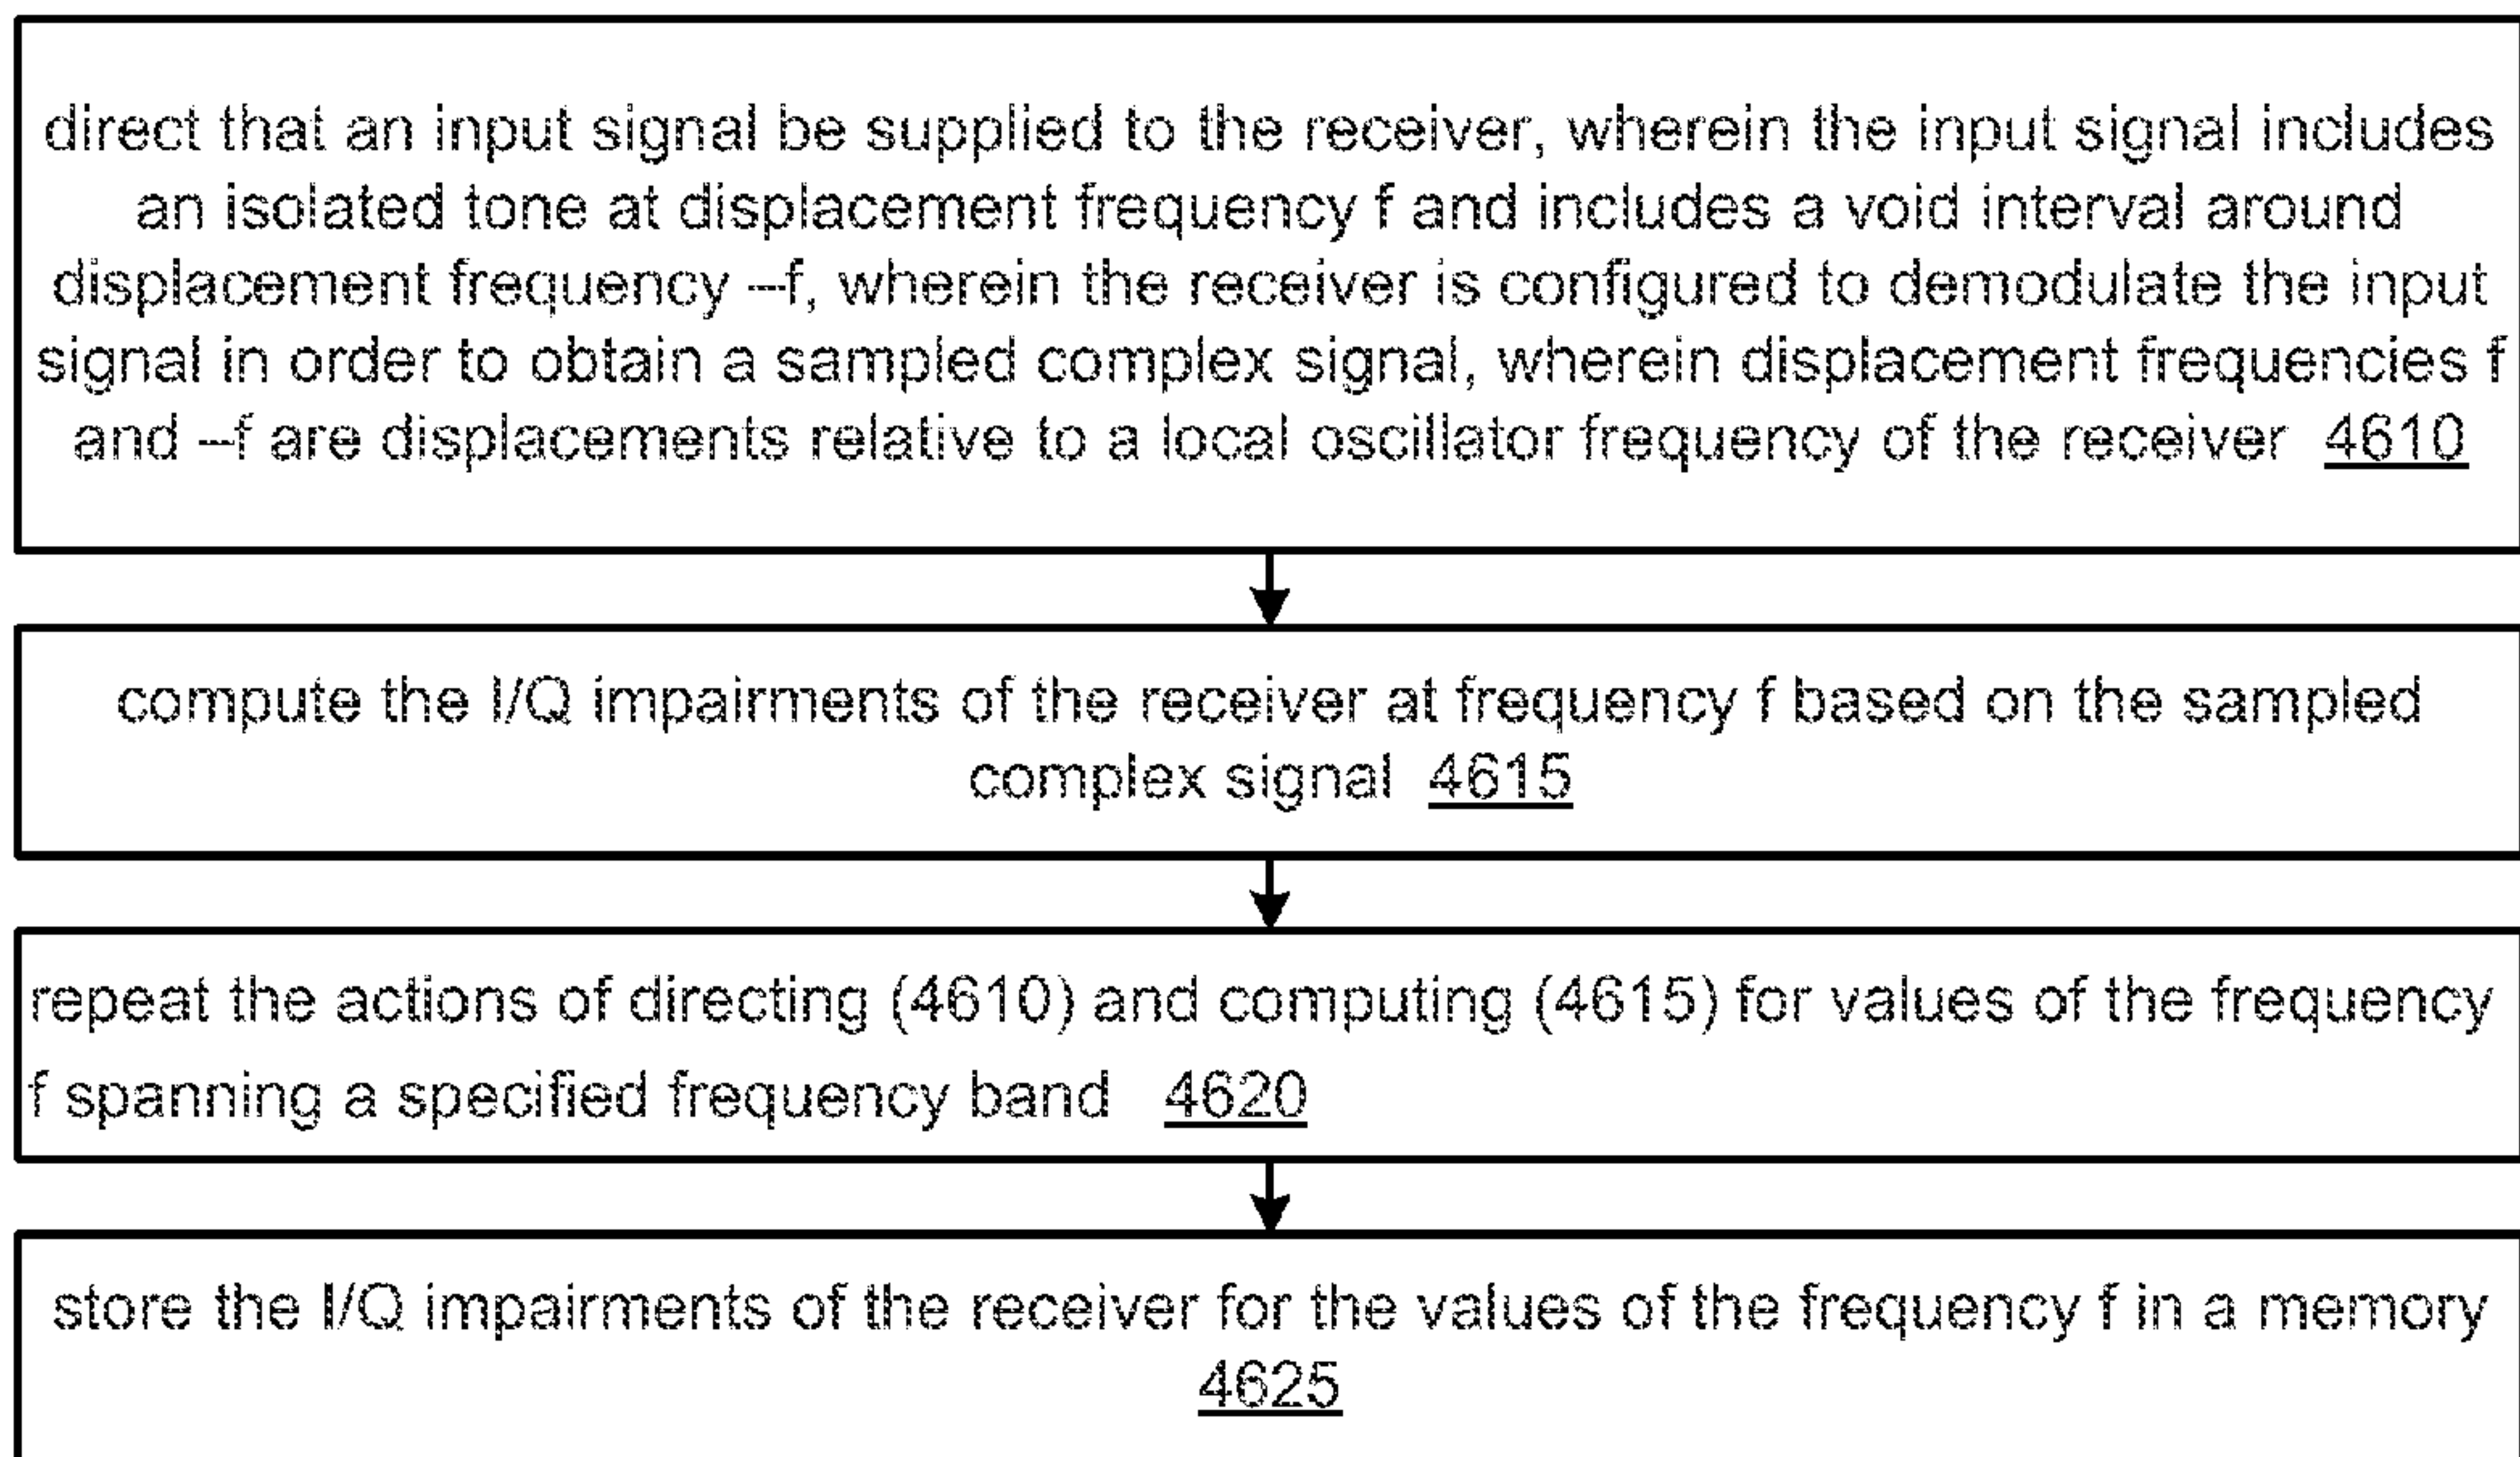 direct that an input signal be supplied to the receiver, wherein the input signal includes
an isolated tone at displacement frequency f and includes a void interval around
displacement frequency –f, wherein the receiver is configured to demodulate the input
signal in order to obtain a sampled complex signal, wherein displacement frequencies f
and –f are displacements relative to a local oscillator frequency of the receiver 4610
compute the I/Q impairments of the receiver at frequency f based on the sampled
complex signal 4615
repeat the actions of directing (4610) and computing (4615) for values of the frequency
f spanning a specified frequency band 4620
store the I/Q impairments of the receiver for the values of the frequency f in a memory
4625